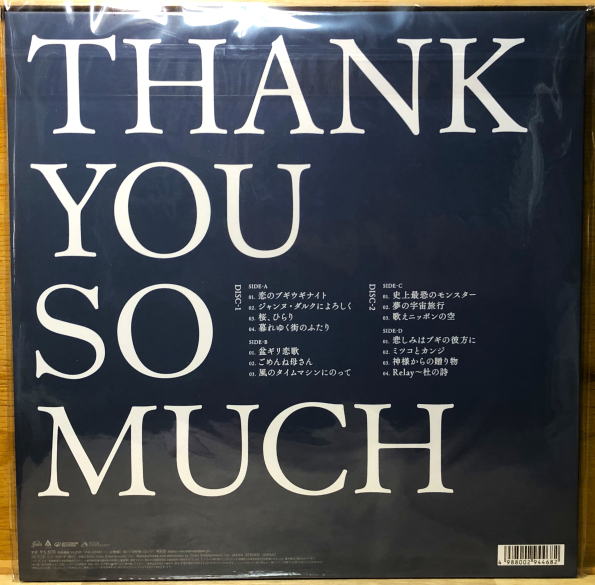 THANK
YOU
SO
MUCH
DISC-1
SIDE-A
01. 恋のブギウギナイト
02. ジャンヌ・ダルクによろしく
03. 桜、ひらり
04. 暮れゆく街のふたり
SIDE-B
01. 盆ギリ恋歌
02. ごめんね母さん
03. 風のタイムマシンにのって
DISC-2
SIDE-C
01. 史上最恐のモンスター
02. 夢の宇宙旅行
03. 歌えニッポンの空
SIDE-D
01. 悲しみはブギの彼方に
02. ミツコとカンジ
03. 神様からの贈り物
04. Relay〜杜の詩
4 988002 944682